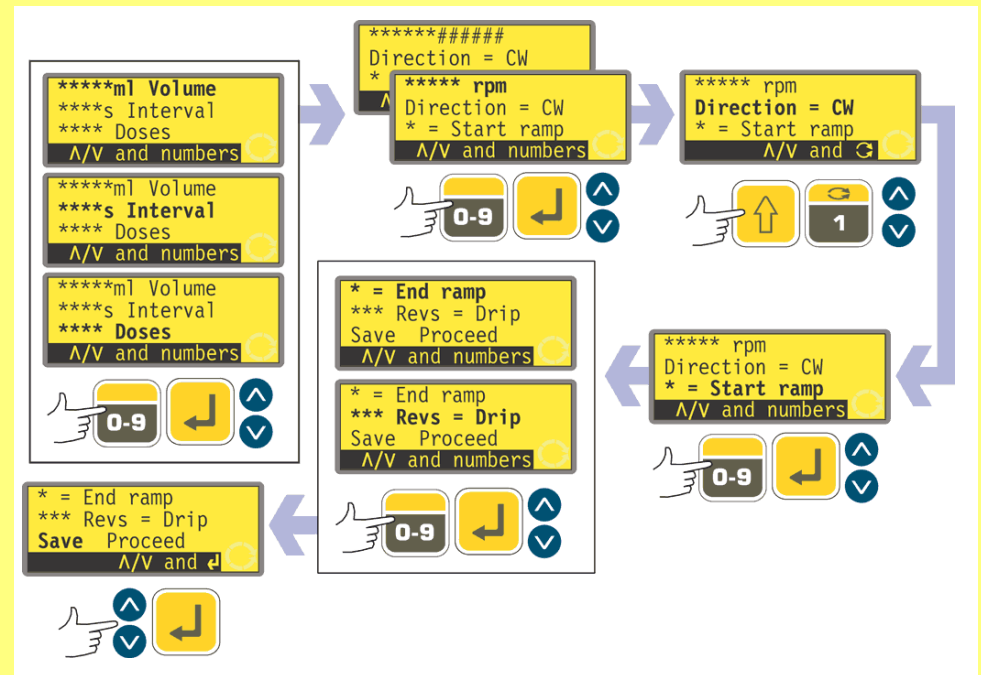 *****ml Volume
****s Interval
**** Doses
∧/∨ and numbers
*****ml Volume
****s Interval
**** Doses
∧/∨ and numbers
*****ml Volume
****s Interval
**** Doses
∧/∨ and numbers
0-9
******######
Direction = CW
*
∧
***** rpm
Direction = CW
* = Start ramp
∧/∨ and numbers
0-9
***** rpm
Direction = CW
* = Start ramp
∧/∨ and
1
***** rpm
Direction = CW
* = Start ramp
∧/∨ and numbers
0-9
* = End ramp
*** Revs = Drip
Save Proceed
∧/∨ and numbers
* = End ramp
*** Revs = Drip
Save Proceed
∧/∨ and numbers
0-9
* = End ramp
*** Revs = Drip
Save Proceed
∧/∨ and ↲